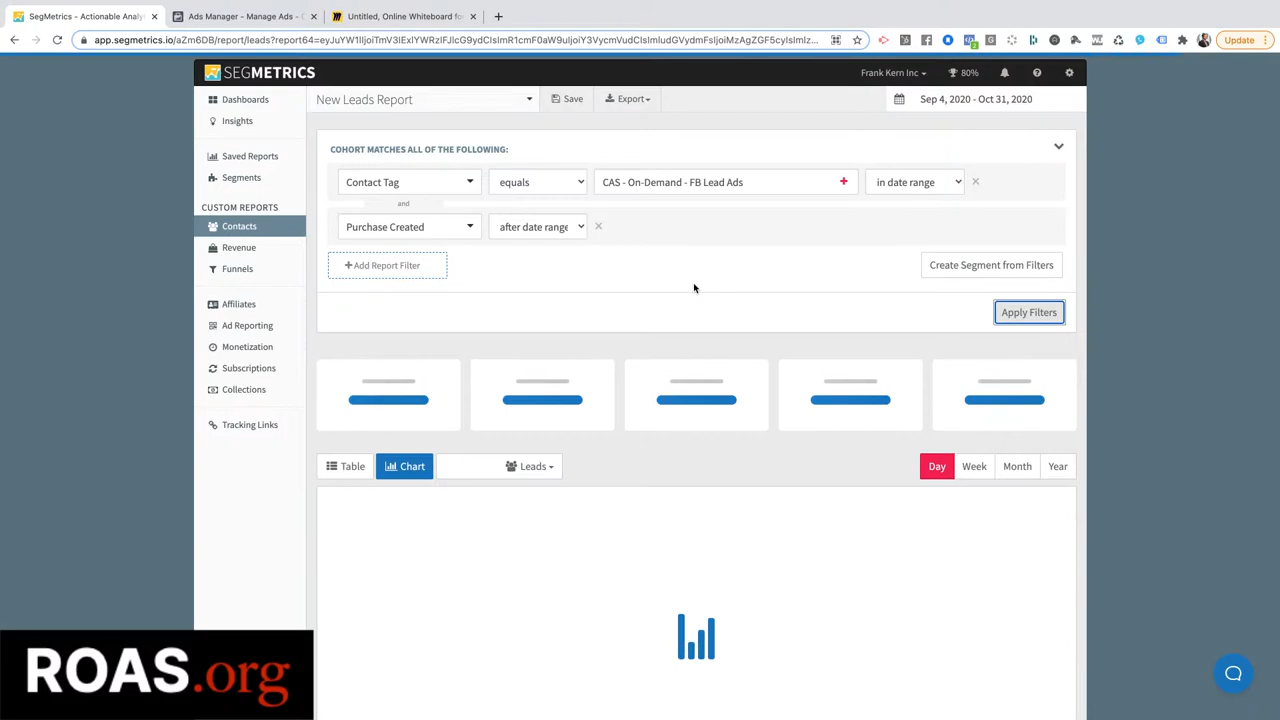 SegMetrics - Actionable Analyt
Ads Manager - Manage Ads - C
Untitled, Online Whiteboard for
app.segmetrics.io/aZm6DB/report/leads?report64=eyJuYW1lIjoiTmV3IExlYWRzIFJlcG9ydCIsImR1cmF0aW9uIjoiY3VycmVudCIsImludGVydmFsIjoiMzAgZGF5cyIsImIz...
Update
SEGMETRICS
Frank Kern Inc
80%
Dashboards
Insights
Saved Reports
Segments
CUSTOM REPORTS
Contacts
Revenue
Funnels
Affiliates
Ad Reporting
Monetization
Subscriptions
Collections
Tracking Links
New Leads Report
Save
Export
Sep 4, 2020 - Oct 31, 2020
COHORT MATCHES ALL OF THE FOLLOWING:
Contact Tag
equals
CAS - On-Demand - FB Lead Ads
in date range
and
Purchase Created
after date range
Add Report Filter
Create Segment from Filters
Apply Filters
Table
Chart
Leads
Day
Week
Month
Year
ROAS.org